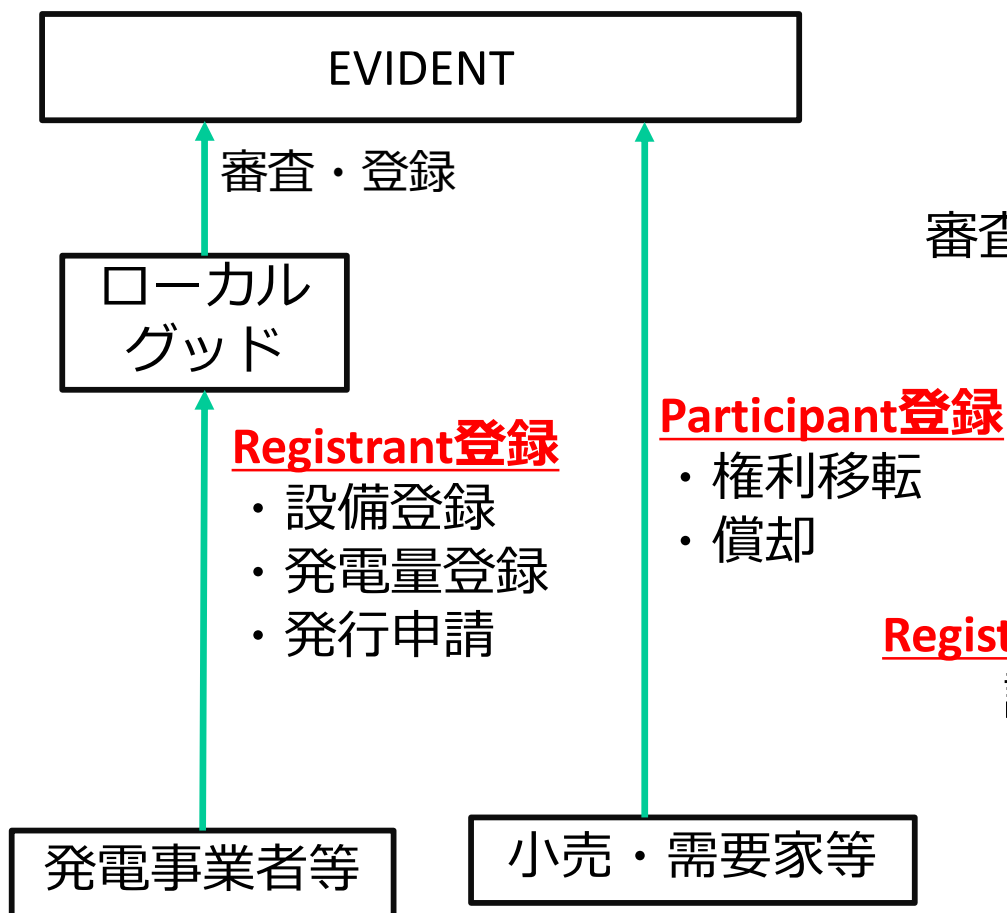 EVIDENT
審査・登録
審査
ローカル
グッド
Registrant登録
・設備登録
・発電量登録
・発行申請
Participant登録
・権利移転
・償却
Regist
発電事業者等
小売・需要家等